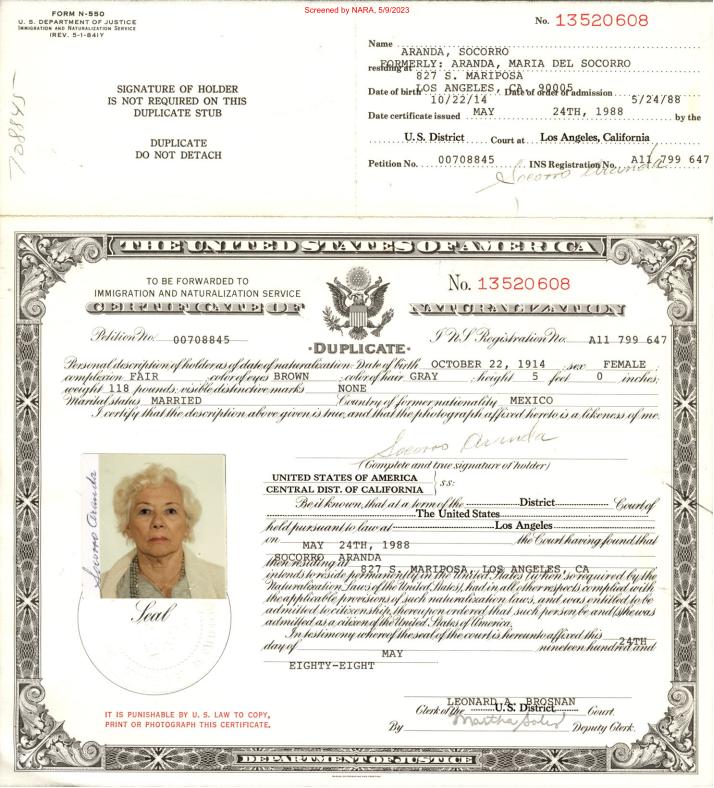 Screened by NARA, 5/9/2023
FORM N-550
U. S. DEPARTMENT OF JUSTICE
IMMIGRATION AND NATURALIZATION SERVICE
(REV. 5-1-84)Y
No. 13520608
Name ARANDA, SOCORRO
FORMERLY: ARANDA, MARIA DEL SOCORRO
residing at 827 S. MARIPOSA
LOS ANGELES, CA. 90005
Date of birth 10/22/14 Date of order of admission 5/24/88
Date certificate issued MAY 24TH, 1988 by the
U.S. District Court at Los Angeles, California
Petition No. 00708845 INS Registration No. A11 799 647
Socorro Aranda
SIGNATURE OF HOLDER
IS NOT REQUIRED ON THIS
DUPLICATE STUB
DUPLICATE
DO NOT DETACH
708845
THE UNITED STATES OF AMERICA
TO BE FORWARDED TO
IMMIGRATION AND NATURALIZATION SERVICE
No. 13520608
CERTIFICATE OF NATURALIZATION
Petition No. 00708845
DUPLICATE
I N S Registration No. A11 799 647
Personal description of holder as of date of naturalization: Date of birth OCTOBER 22, 1914 sex FEMALE
complexion FAIR color of eyes BROWN color of hair GRAY height 5 feet 0 inches;
weight 118 pounds; visible distinctive marks NONE
Marital status MARRIED Country of former nationality MEXICO
I certify that the description above given is true, and that the photograph affixed hereto is a likeness of me.
Socorro Aranda
(Complete and true signature of holder)
Socorro Aranda
Seal
UNITED STATES OF AMERICA
CENTRAL DIST. OF CALIFORNIA
} s:s:
Be it known, that at a term of the District Court of
The United States
held pursuant to law at Los Angeles
on MAY 24TH, 1988 the Court having found that
SOCORRO ARANDA
then residing at 827 S. MARIPOSA, LOS ANGELES, CA
intends to reside permanently in the United States (when so required by the
Naturalization Laws of the United States), had in all other respects complied with
the applicable provisions of such naturalization laws, and was entitled to be
admitted to citizenship, thereupon ordered that such person be and (s)he was
admitted as a citizen of the United States of America.
In testimony whereof the seal of the court is hereunto affixed this 24TH
day of MAY nineteen hundred and
EIGHTY-EIGHT
LEONARD A. BROSNAN
Clerk of the U.S. District Court.
By Martha Deputy Clerk.
IT IS PUNISHABLE BY U. S. LAW TO COPY,
PRINT OR PHOTOGRAPH THIS CERTIFICATE.
DEPARTMENT OF JUSTICE